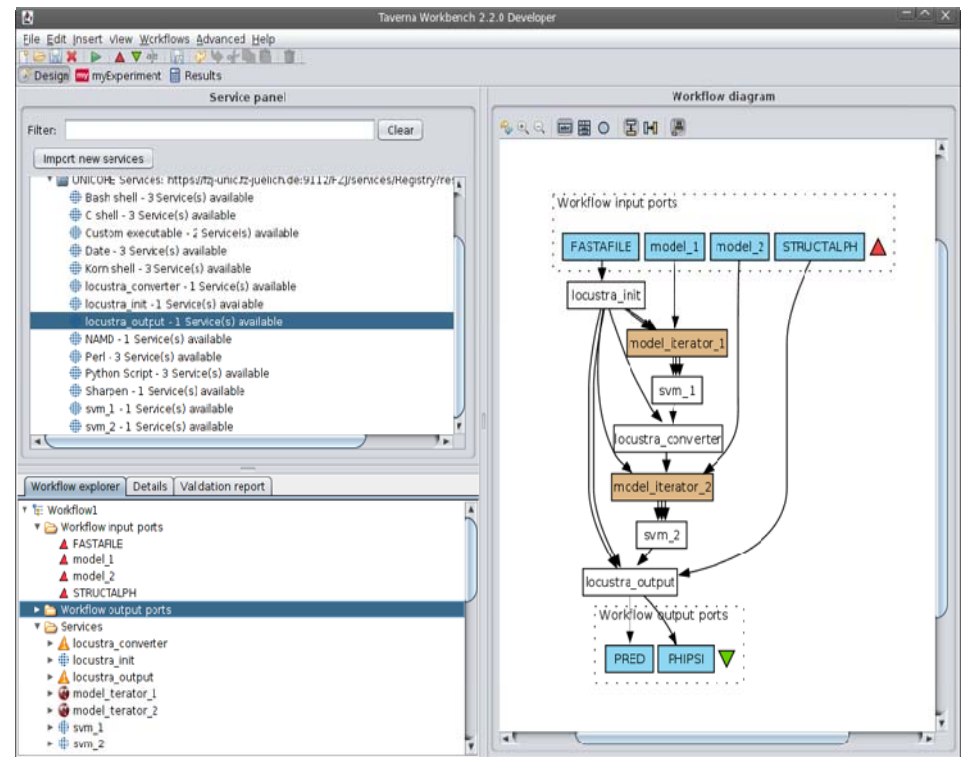 Taverna Workbench 2.2.0 Developer
File Edit Insert View Workflows Advanced Help
Design my myExperiment Results
Service panel
Filter: Clear
Import new services
UNICORE Services: https://fzj-unic.fz-juelich.de:9112/FZJ/services/Registry/res
Bash shell - 3 Service(s) available
C shell - 3 Service(s) available
Custom executable - 2 Service(s) available
Date - 3 Service(s) available
Korn shell - 3 Service(s) available
locustra_converter - 1 Service(s) available
locustra_init - 1 Service(s) available
locustra_output - 1 Service(s) available
NAMD - 1 Service(s) available
Perl - 3 Service(s) available
Python Script - 3 Service(s) available
Sharpen - 1 Service(s) available
svm_1 - 1 Service(s) available
svm_2 - 1 Service(s) available
Workflow explorer Details Validation report
Workflow1
Workflow input ports
FASTAFILE
model_1
model_2
STRUCTALPH
Workflow output ports
Services
locustra_converter
locustra_init
locustra_output
model_terator_1
model_terator_2
svm_1
svm_2
Workflow diagram
Workflow input ports
FASTAFILE model_1 model_2 STRUCTALPH
locustra_init
model_iterator_1
svm_1
locustra_converter
model_iterator_2
svm_2
locustra_output
Workflow output ports
PRED PHIPSI